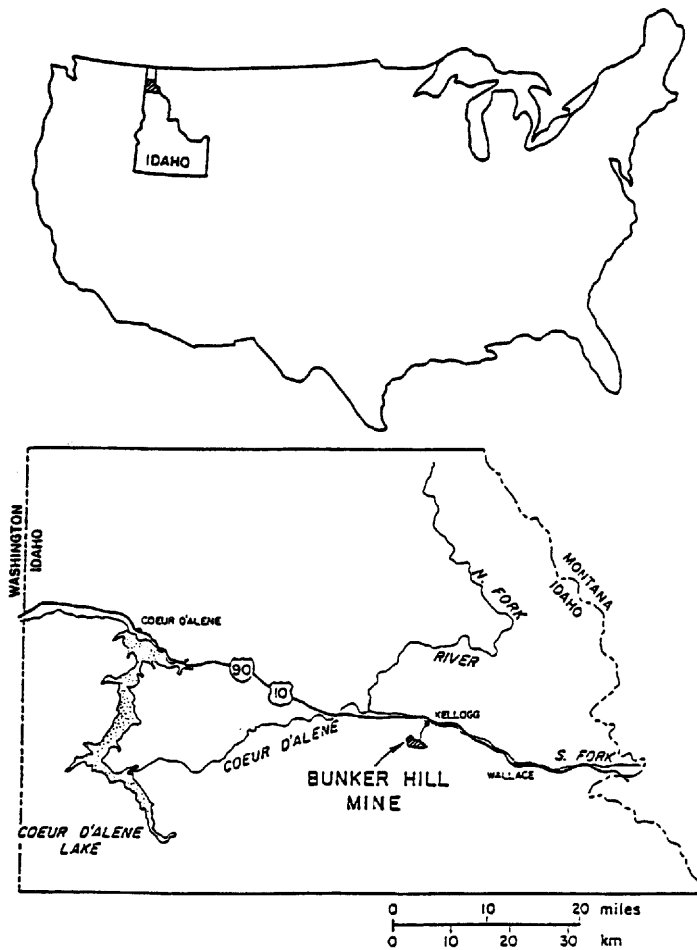 IDAHO
WASHINGTON
IDAHO
MONTANA
IDAHO
N. FORK
COEUR D'ALENE
RIVER
90
10
KELLOGG
COEUR D'ALENE
S. FORK
WALLACE
BUNKER HILL
MINE
COEUR D'ALENE
LAKE
0 10 20 miles
0 10 20 30 km